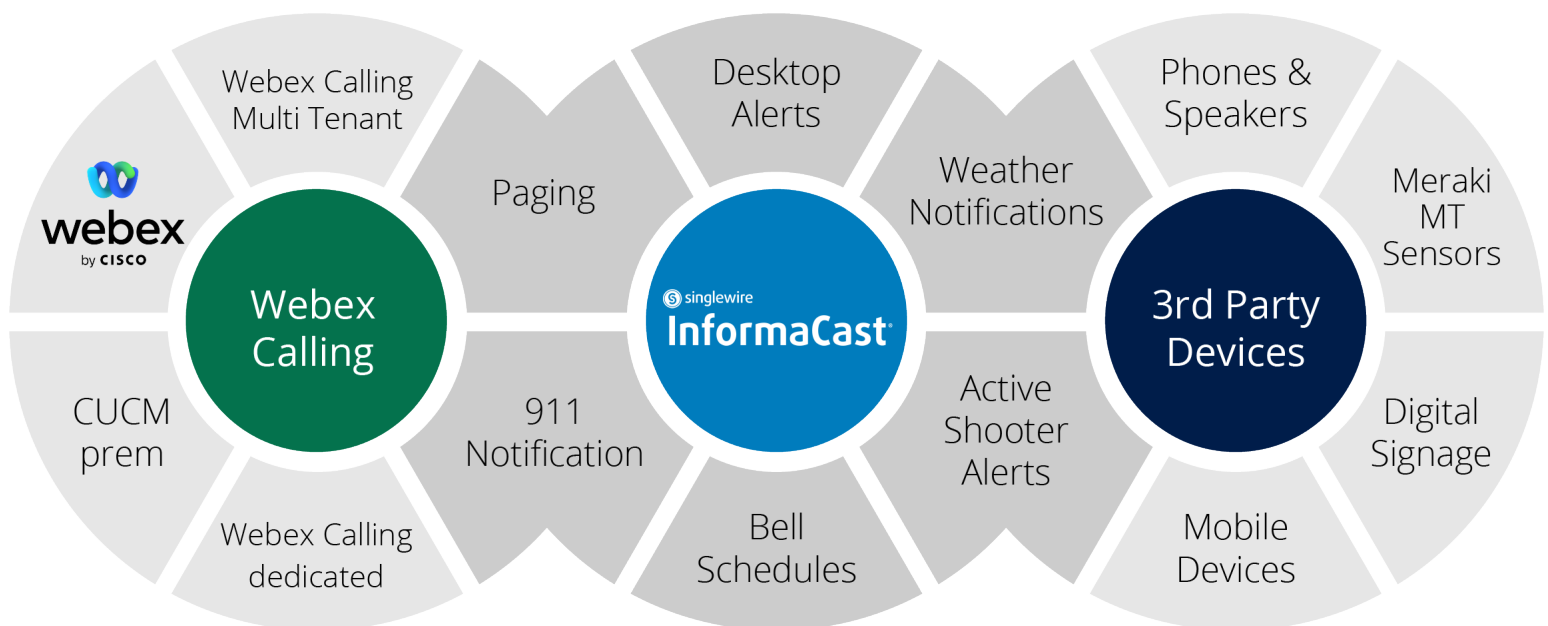 Webex Calling
Multi Tenant
webex
by CISCO
Webex
Calling
CUCM
prem
Webex Calling
dedicated
Paging
911
Notification
Desktop
Alerts
singlewire
InformaCast®
Bell
Schedules
Weather
Notifications
Active
Shooter
Alerts
Phones &
Speakers
Meraki
MT
Sensors
3rd Party
Devices
Digital
Signage
Mobile
Devices